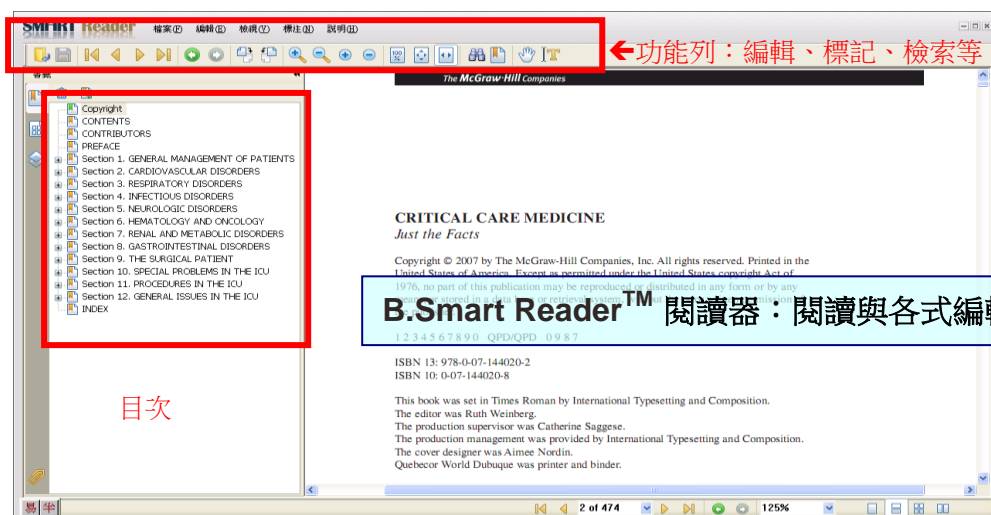 SMART Reader 檔案(F) 編輯(E) 檢視(V) 標注(N) 說明(H)
←功能列：編輯、標記、檢索等
The McGraw-Hill Companies
Copyright
CONTENTS
CONTRIBUTORS
PREFACE
Section 1. GENERAL MANAGEMENT OF PATIENTS
Section 2. CARDIOVASCULAR DISORDERS
Section 3. RESPIRATORY DISORDERS
Section 4. INFECTIOUS DISORDERS
Section 5. NEUROLOGIC DISORDERS
Section 6. HEMATOLOGY AND ONCOLOGY
Section 7. RENAL AND METABOLIC DISORDERS
Section 8. GASTROINTESTINAL DISORDERS
Section 9. THE SURGICAL PATIENT
Section 10. SPECIAL PROBLEMS IN THE ICU
Section 11. PROCEDURES IN THE ICU
Section 12. GENERAL ISSUES IN THE ICU
INDEX
目次
CRITICAL CARE MEDICINE
Just the Facts
Copyright © 2007 by The McGraw-Hill Companies, Inc. All rights reserved. Printed in the
United States of America. Except as permitted under the United States copyright Act of
1976, no part of this publication may be reproduced or distributed in any form or by any
B.Smart Reader™ 閱讀器：閱讀與各式編輯
1 2 3 4 5 6 7 8 9 0 QPD/QPD 0 9 8 7
ISBN 13: 978-0-07-144020-2
ISBN 10: 0-07-144020-8
This book was set in Times Roman by International Typesetting and Composition.
The editor was Ruth Weinberg.
The production supervisor was Catherine Saggese.
The production management was provided by International Typesetting and Composition.
The cover designer was Aimee Nordin.
Quebecor World Dubuque was printer and binder.
易 半
2 of 474 125%